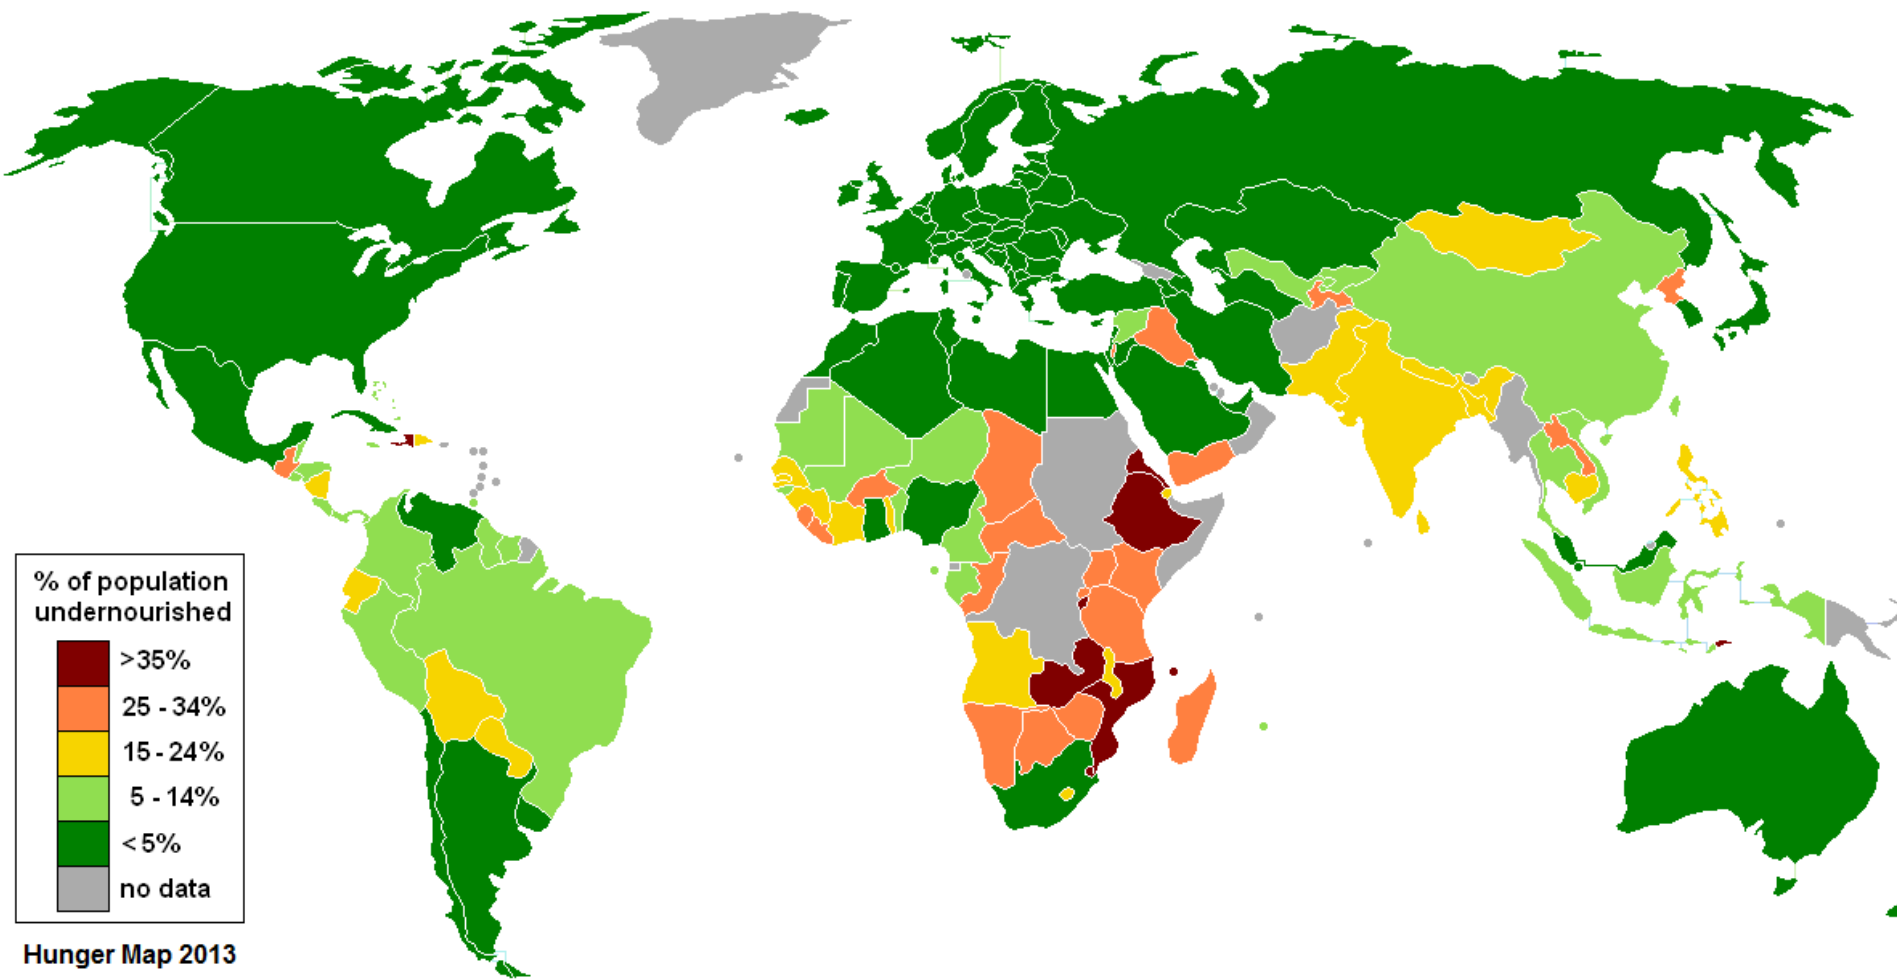 % of population
undernourished
>35%
25 - 34%
15 - 24%
5 - 14%
<5%
no data
Hunger Map 2013